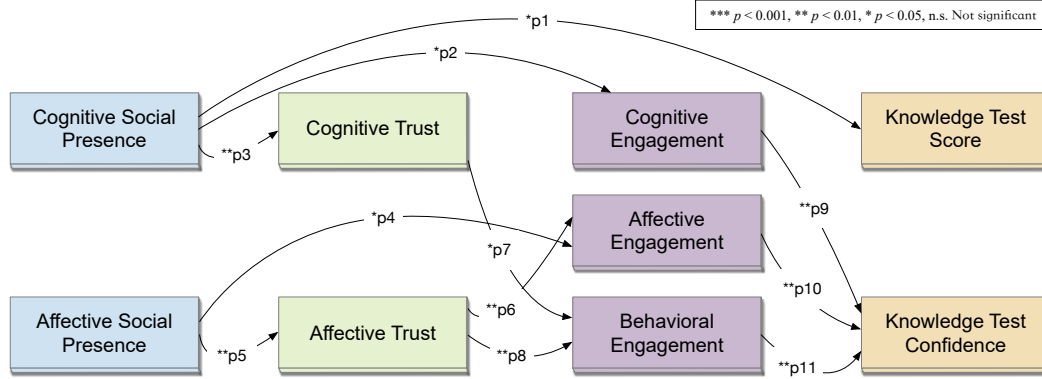 *p1
*** p < 0.001, ** p < 0.01, * p < 0.05, n.s. Not significant
*p2
Cognitive Social
Presence
**p3
Cognitive Trust
Cognitive
Engagement
Knowledge Test
Score
*p4
*p7
Affective
Engagement
**p9
**p10
Affective Social
Presence
**p5
Affective Trust
**p6
**p8
Behavioral
Engagement
**p11
Knowledge Test
Confidence